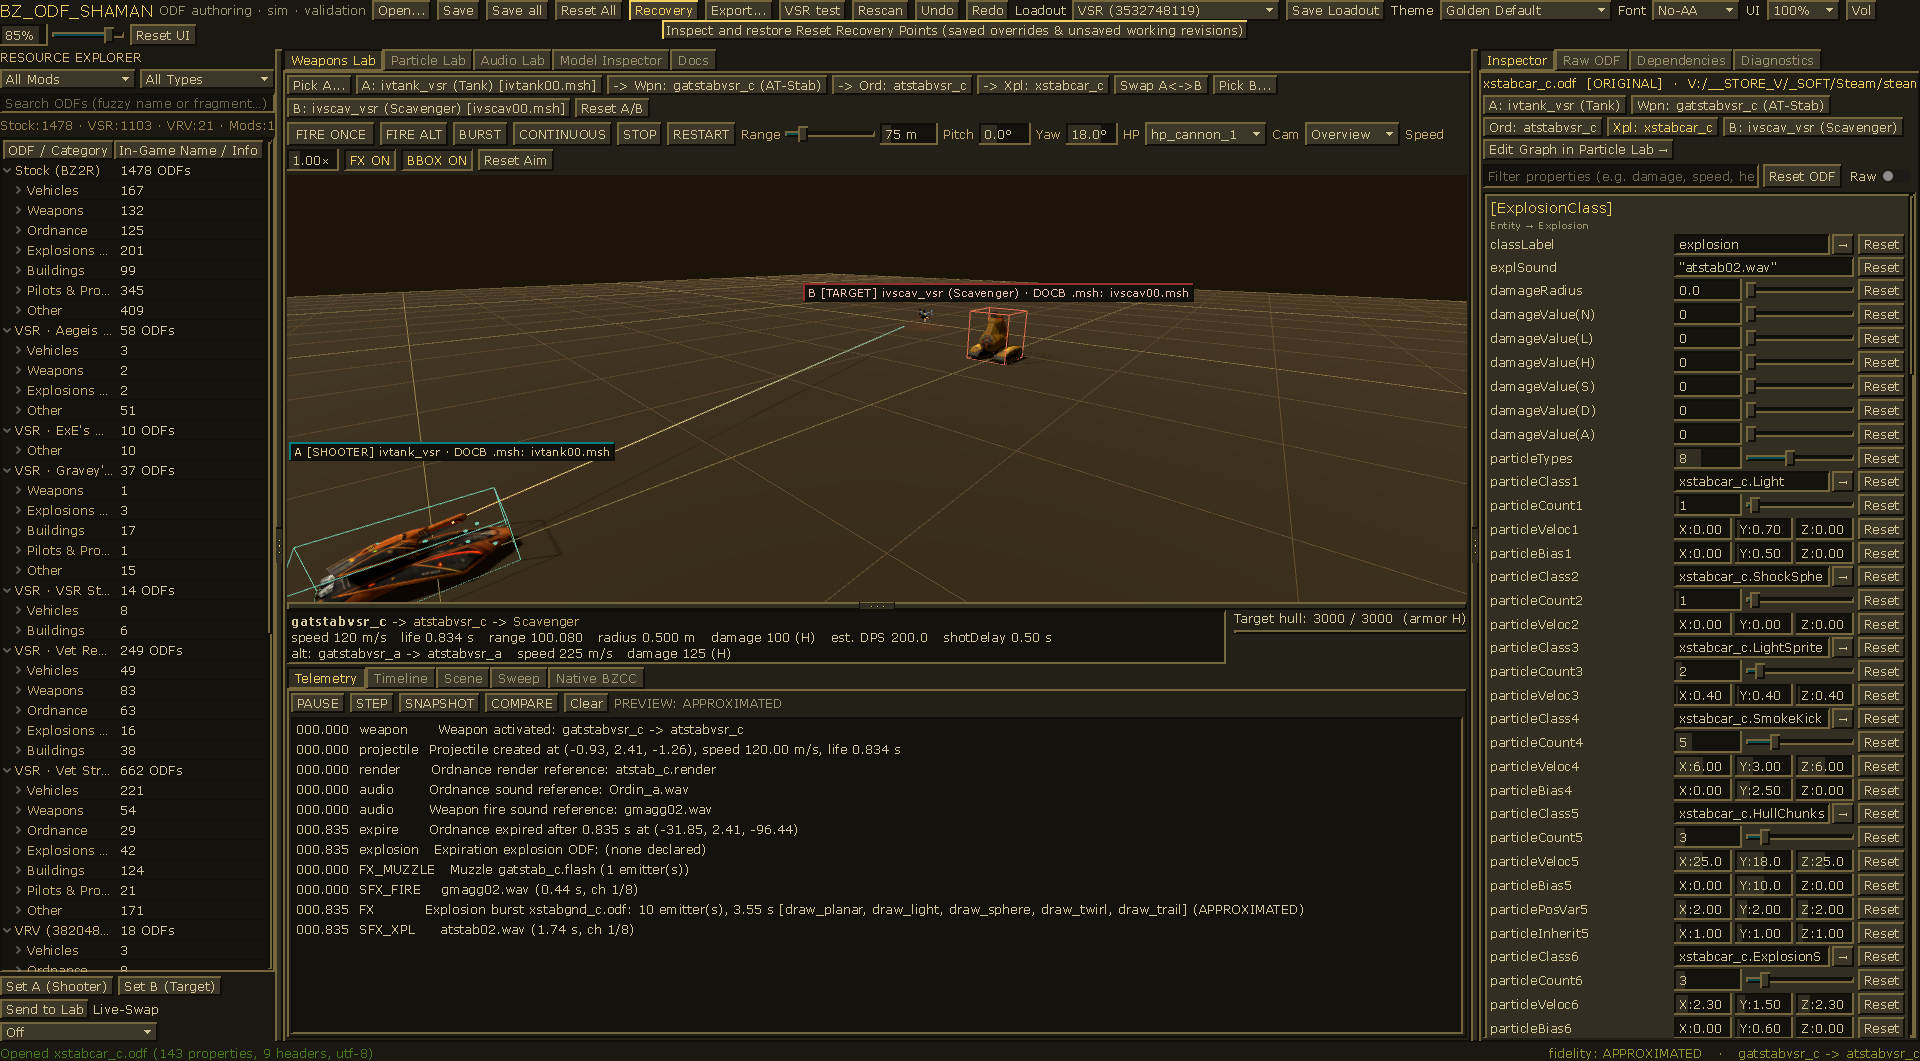 BZ_ODF_SHAMAN ODF authoring · sim · validation Open... Save Save all Reset All Recovery Export... VSR test Rescan Undo Redo Loadout VSR (3532748119) Save Loadout Theme Golden Default Font No-AA UI 100% Vol
85% Reset UI
Inspect and restore Reset Recovery Points (saved overrides & unsaved working revisions)
RESOURCE EXPLORER
All Mods All Types
Search ODFs (fuzzy name or fragment...)
Stock:1478 · VSR:1103 · VRV:21 · Mods:1
ODF / Category In-Game Name / Info
Stock (BZ2R) 1478 ODFs
Vehicles 167
Weapons 132
Ordnance 125
Explosions ... 201
Buildings 99
Pilots & Pro... 345
Other 409
VSR · Aegeis ... 58 ODFs
Vehicles 3
Weapons 2
Explosions ... 2
Other 51
VSR · ExE's ... 10 ODFs
Other 10
VSR · Gravey'... 37 ODFs
Weapons 1
Explosions ... 3
Buildings 17
Pilots & Pro... 1
Other 15
VSR · VSR St... 14 ODFs
Vehicles 8
Buildings 6
VSR · Vet Re... 249 ODFs
Vehicles 49
Weapons 83
Ordnance 63
Explosions ... 16
Buildings 38
VSR · Vet Str... 662 ODFs
Vehicles 221
Weapons 54
Ordnance 29
Explosions ... 42
Buildings 124
Pilots & Pro... 21
Other 171
VRV (382048... 18 ODFs
Vehicles 3
Ordnance 9
Set A (Shooter) Set B (Target)
Send to Lab Live-Swap
Off
Opened xstabcar_c.odf (143 properties, 9 headers, utf-8)
Weapons Lab Particle Lab Audio Lab Model Inspector Docs
Pick A... A: ivtank_vsr (Tank) [ivtank00.msh] -> Wpn: gatstabvsr_c (AT-Stab) -> Ord: atstabvsr_c -> Xpl: xstabcar_c Swap A<->B Pick B...
B: ivscav_vsr (Scavenger) [ivscav00.msh] Reset A/B
FIRE ONCE FIRE ALT BURST CONTINUOUS STOP RESTART Range 75 m Pitch 0.0° Yaw 18.0° HP hp_cannon_1 Cam Overview Speed
1.00× FX ON BBOX ON Reset Aim
B [TARGET] ivscav_vsr (Scavenger) · DOCB .msh: ivscav00.msh
A [SHOOTER] ivtank_vsr · DOCB .msh: ivtank00.msh
gatstabvsr_c -> atstabvsr_c -> Scavenger
speed 120 m/s life 0.834 s range 100.080 radius 0.500 m damage 100 (H) est. DPS 200.0 shotDelay 0.50 s
alt: gatstabvsr_a -> atstabvsr_a speed 225 m/s damage 125 (H)
Target hull: 3000 / 3000 (armor H)
Telemetry Timeline Scene Sweep Native BZCC
PAUSE STEP SNAPSHOT COMPARE Clear PREVIEW: APPROXIMATED
000.000 weapon Weapon activated: gatstabvsr_c -> atstabvsr_c
000.000 projectile Projectile created at (-0.93, 2.41, -1.26), speed 120.00 m/s, life 0.834 s
000.000 render Ordnance render reference: atstab_c.render
000.000 audio Ordnance sound reference: Ordin_a.wav
000.000 audio Weapon fire sound reference: gmagg02.wav
000.835 expire Ordnance expired after 0.835 s at (-31.85, 2.41, -96.44)
000.835 explosion Expiration explosion ODF: (none declared)
000.000 FX_MUZZLE Muzzle gatstab_c.flash (1 emitter(s))
000.000 SFX_FIRE gmagg02.wav (0.44 s, ch 1/8)
000.835 FX Explosion burst xstabgnd_c.odf: 10 emitter(s), 3.55 s [draw_planar, draw_light, draw_sphere, draw_twirl, draw_trail] (APPROXIMATED)
000.835 SFX_XPL atstab02.wav (1.74 s, ch 1/8)
Inspector Raw ODF Dependencies Diagnostics
xstabcar_c.odf [ORIGINAL] · V:/__STORE_V/_SOFT/Steam/stean
A: ivtank_vsr (Tank) Wpn: gatstabvsr_c (AT-Stab)
Ord: atstabvsr_c Xpl: xstabcar_c B: ivscav_vsr (Scavenger)
Edit Graph in Particle Lab →
Filter properties (e.g. damage, speed, he Reset ODF Raw
[ExplosionClass]
Entity → Explosion
classLabel explosion → Reset
explSound "atstab02.wav" Reset
damageRadius 0.0 Reset
damageValue(N) 0 Reset
damageValue(L) 0 Reset
damageValue(H) 0 Reset
damageValue(S) 0 Reset
damageValue(D) 0 Reset
damageValue(A) 0 Reset
particleTypes 8 Reset
particleClass1 xstabcar_c.Light → Reset
particleCount1 1 Reset
particleVeloc1 X:0.00 Y:0.70 Z:0.00 Reset
particleBias1 X:0.00 Y:0.50 Z:0.00 Reset
particleClass2 xstabcar_c.ShockSphe → Reset
particleCount2 1 Reset
particleVeloc2 X:0.00 Y:0.00 Z:0.00 Reset
particleClass3 xstabcar_c.LightSprite → Reset
particleCount3 2 Reset
particleVeloc3 X:0.40 Y:0.40 Z:0.40 Reset
particleClass4 xstabcar_c.SmokeKick → Reset
particleCount4 5 Reset
particleVeloc4 X:6.00 Y:3.00 Z:6.00 Reset
particleBias4 X:0.00 Y:2.50 Z:0.00 Reset
particleClass5 xstabcar_c.HullChunks → Reset
particleCount5 3 Reset
particleVeloc5 X:25.0 Y:18.0 Z:25.0 Reset
particleBias5 X:0.00 Y:10.0 Z:0.00 Reset
particlePosVar5 X:2.00 Y:2.00 Z:2.00 Reset
particleInherit5 X:1.00 Y:1.00 Z:1.00 Reset
particleClass6 xstabcar_c.ExplosionS → Reset
particleCount6 3 Reset
particleVeloc6 X:2.30 Y:1.50 Z:2.30 Reset
particleBias6 X:0.00 Y:0.60 Z:0.00 Reset
fidelity: APPROXIMATED · gatstabvsr_c -> atstabvsr_c